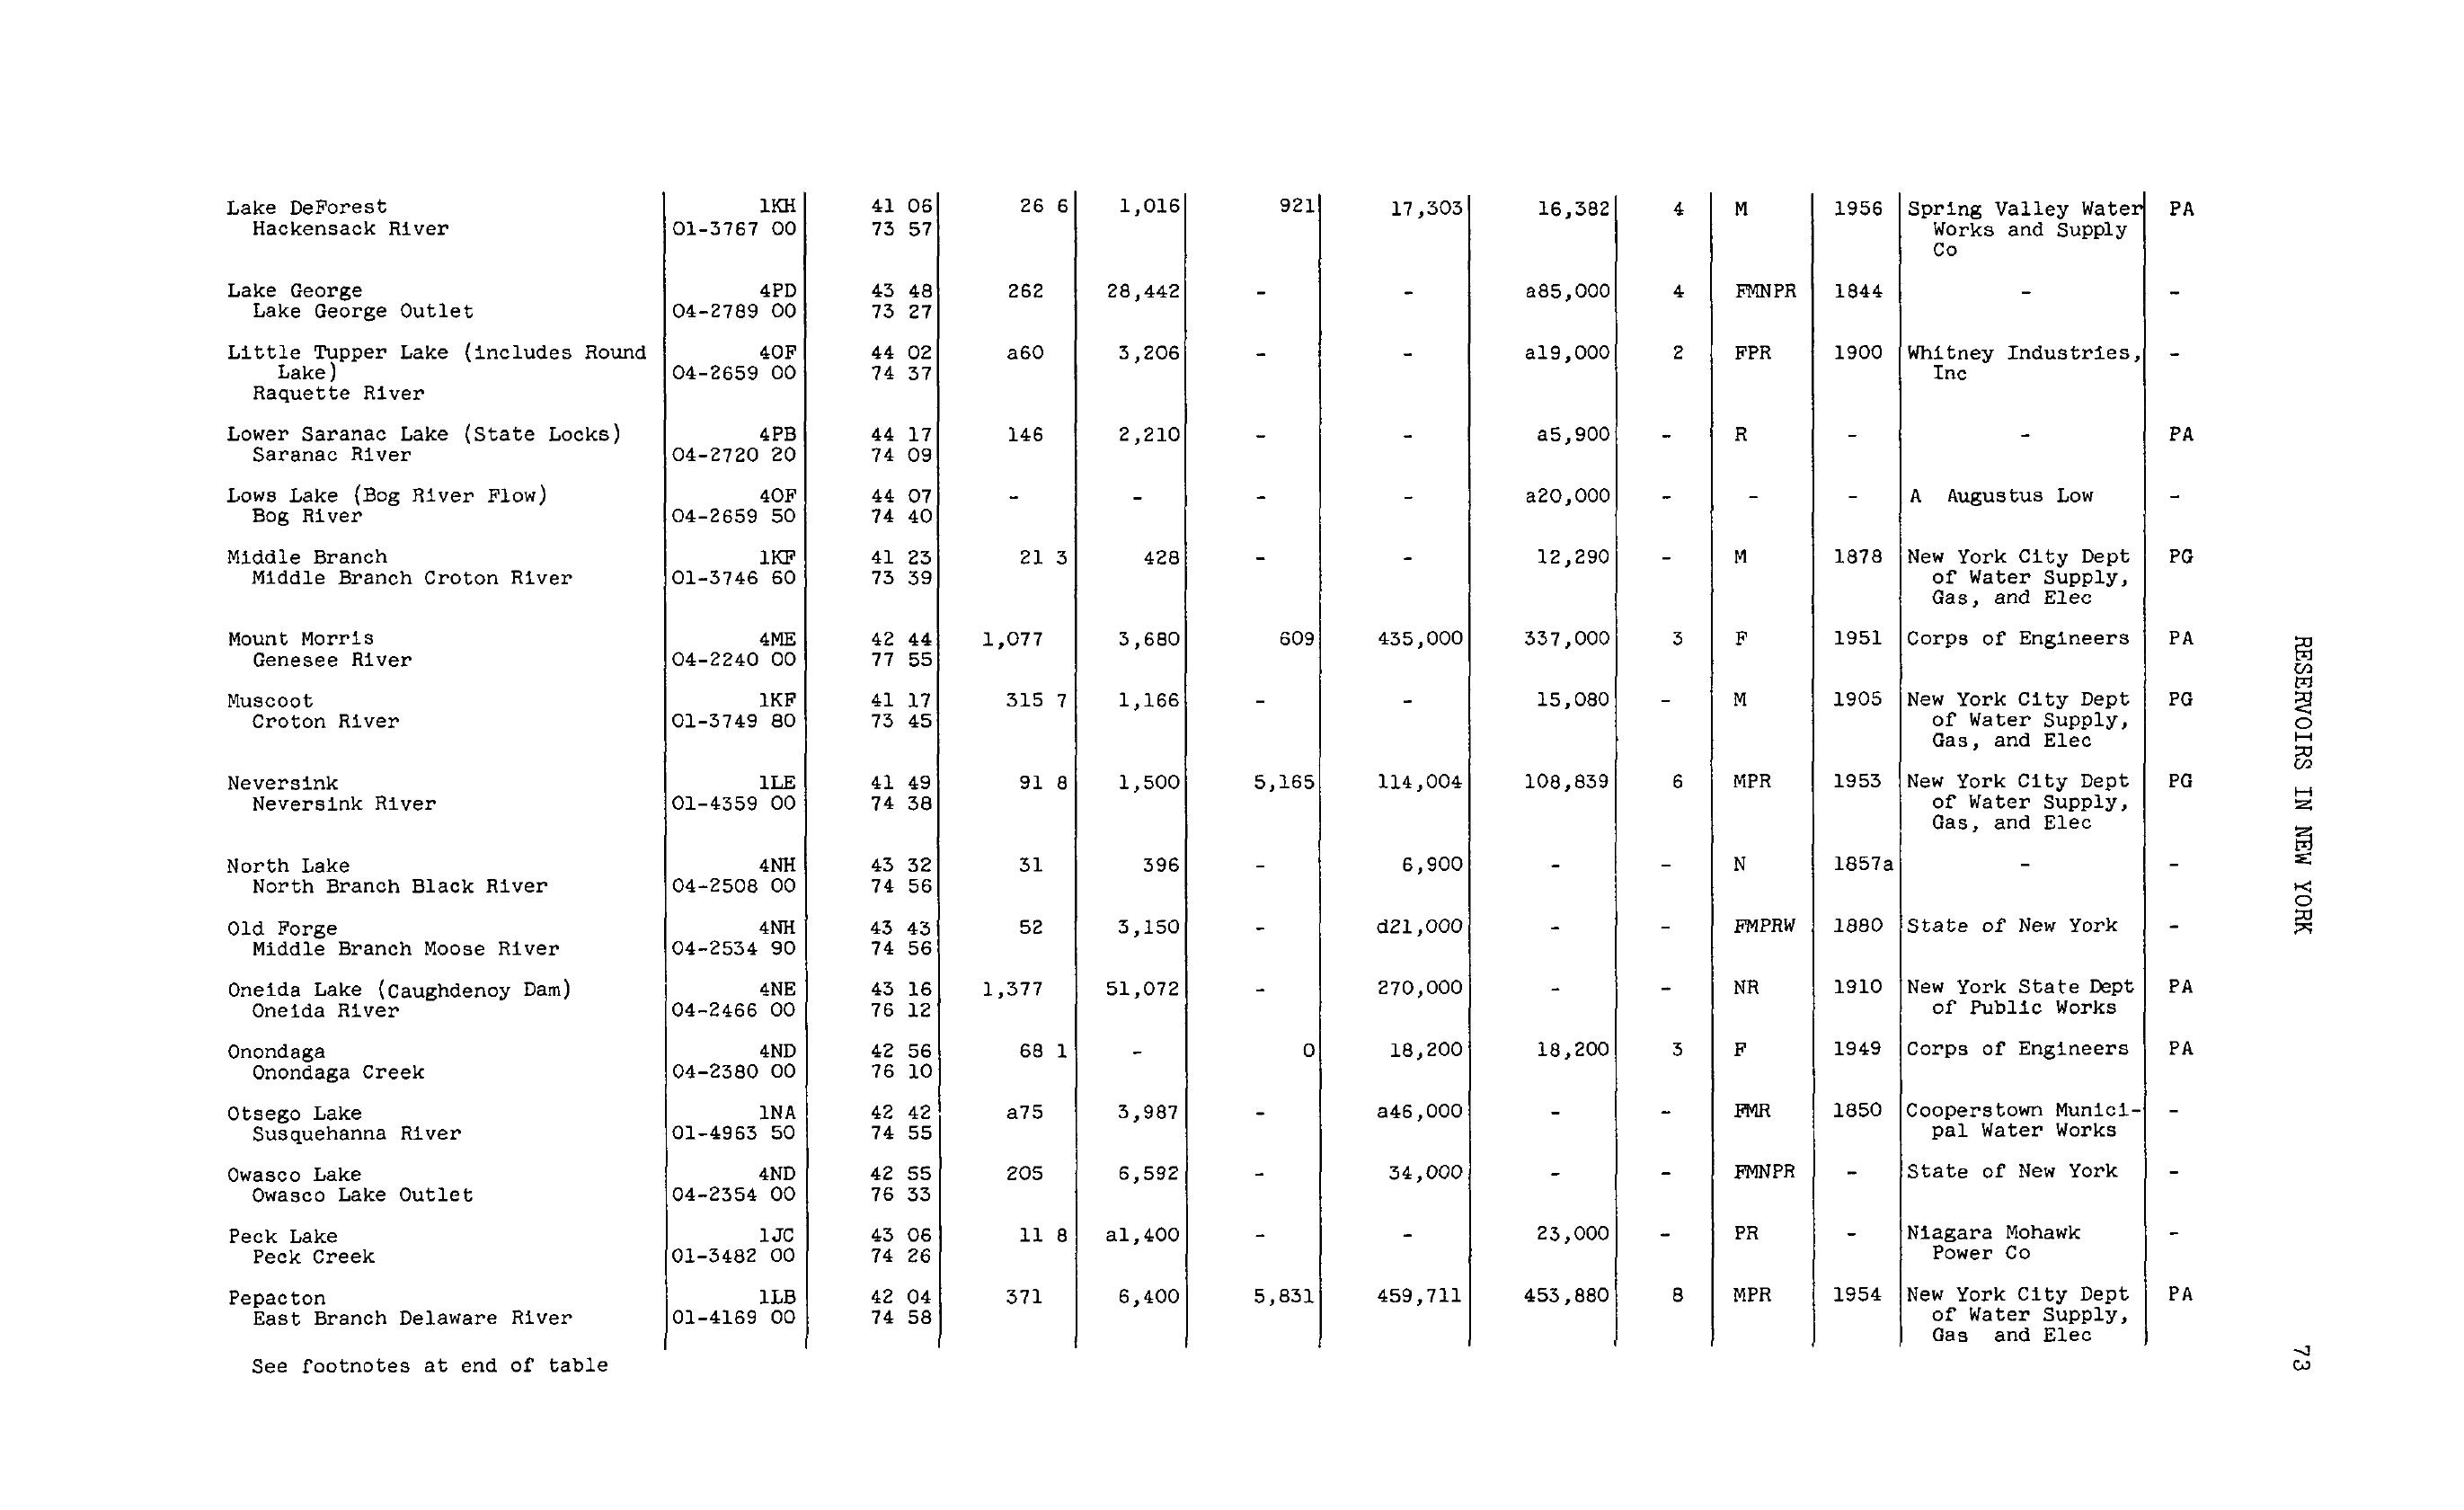 Lake DeForest 1KH 41 06 26 6 1,016 921 17,303 16,382 4 M 1956 Spring Valley Water PA
Hackensack River 01-3767 00 73 57 Works and Supply
Co
Lake George 4PD 43 48 262 28,442 - - a85,000 4 FMNPR 1844 - -
Lake George Outlet 04-2789 00 73 27
Little Tupper Lake (includes Round 4OF 44 02 a60 3,206 - - a19,000 2 FPR 1900 Whitney Industries, -
Lake) 04-2659 00 74 37 Inc
Raquette River
Lower Saranac Lake (State Locks) 4PB 44 17 146 2,210 - - a5,900 - R - - PA
Saranac River 04-2720 20 74 09
Lows Lake (Bog River Flow) 4OF 44 07 - - - - a20,000 - - - A Augustus Low -
Bog River 04-2659 50 74 40
Middle Branch 1KF 41 23 21 3 428 - - 12,290 - M 1878 New York City Dept PG
Middle Branch Croton River 01-3746 60 73 39 of Water Supply,
Gas, and Elec
Mount Morris 4ME 42 44 1,077 3,680 609 435,000 337,000 3 F 1951 Corps of Engineers PA
Genesee River 04-2240 00 77 55
Muscoot 1KF 41 17 315 7 1,166 - - 15,080 - M 1905 New York City Dept PG
Croton River 01-3749 80 73 45 of Water Supply,
Gas, and Elec
Neversink 1LE 41 49 91 8 1,500 5,165 114,004 108,839 6 MPR 1953 New York City Dept PG
Neversink River 01-4359 00 74 38 of Water Supply,
Gas, and Elec
North Lake 4NH 43 32 31 396 - 6,900 - - N 1857a - -
North Branch Black River 04-2508 00 74 56
Old Forge 4NH 43 43 52 3,150 - d21,000 - - FMPRW 1880 State of New York -
Middle Branch Moose River 04-2534 90 74 56
Oneida Lake (Caughdenoy Dam) 4NE 43 16 1,377 51,072 - 270,000 - - NR 1910 New York State Dept PA
Oneida River 04-2466 00 76 12 of Public Works
Onondaga 4ND 42 56 68 1 - 0 18,200 18,200 3 F 1949 Corps of Engineers PA
Onondaga Creek 04-2380 00 76 10
Otsego Lake 1NA 42 42 a75 3,987 - a46,000 - - FMR 1850 Cooperstown Munici- -
Susquehanna River 01-4963 50 74 55 pal Water Works
Owasco Lake 4ND 42 55 205 6,592 - 34,000 - - FMNPR - State of New York -
Owasco Lake Outlet 04-2354 00 76 33
Peck Lake 1JC 43 06 11 8 a1,400 - - 23,000 - PR - Niagara Mohawk -
Peck Creek 01-3482 00 74 26 Power Co
Pepacton 1LB 42 04 371 6,400 5,831 459,711 453,880 8 MPR 1954 New York City Dept PA
East Branch Delaware River 01-4169 00 74 58 of Water Supply,
Gas and Elec
See footnotes at end of table
RESERVOIRS IN NEW YORK
73